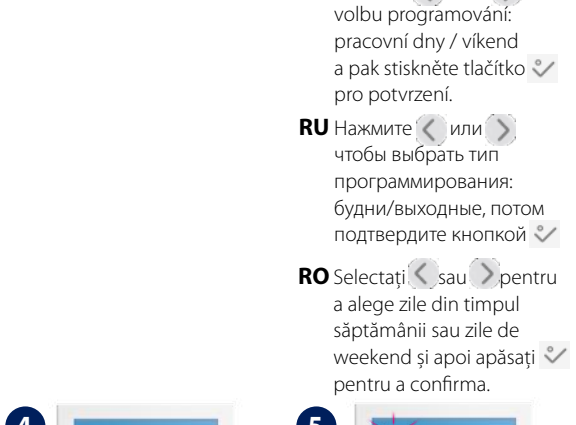 volbu programování:
pracovní dny / víkend
a pak stiskněte tlačítko
pro potvrzení.
RU Нажмите или
чтобы выбрать тип
программирования:
будни/выходные, потом
подтвердите кнопкой
RO Selectați sau pentru
a alege zile din timpul
săptămânii sau zile de
weekend și apoi apăsați
pentru a confirma.
4 5